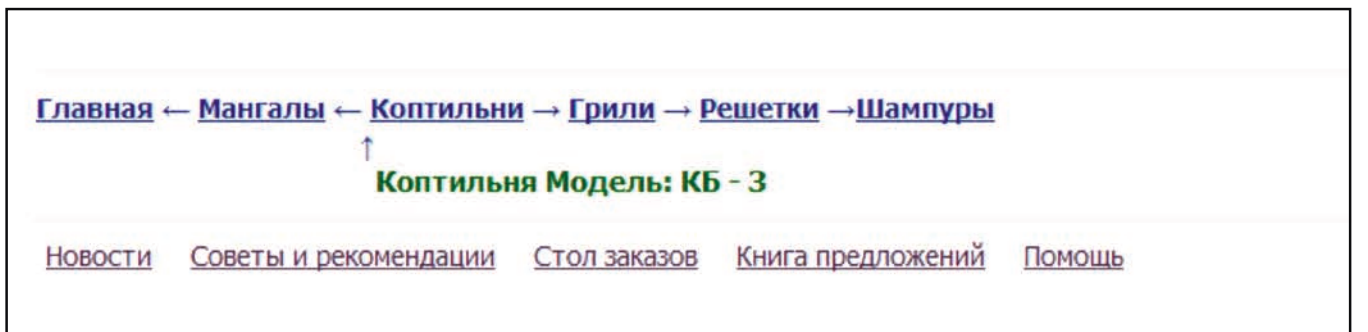 Главная ← Мангалы ← Коптильни → Грили → Решетки →Шампуры
↑
Коптильня Модель: КБ - 3
Новости Советы и рекомендации Стол заказов Книга предложений Помощь